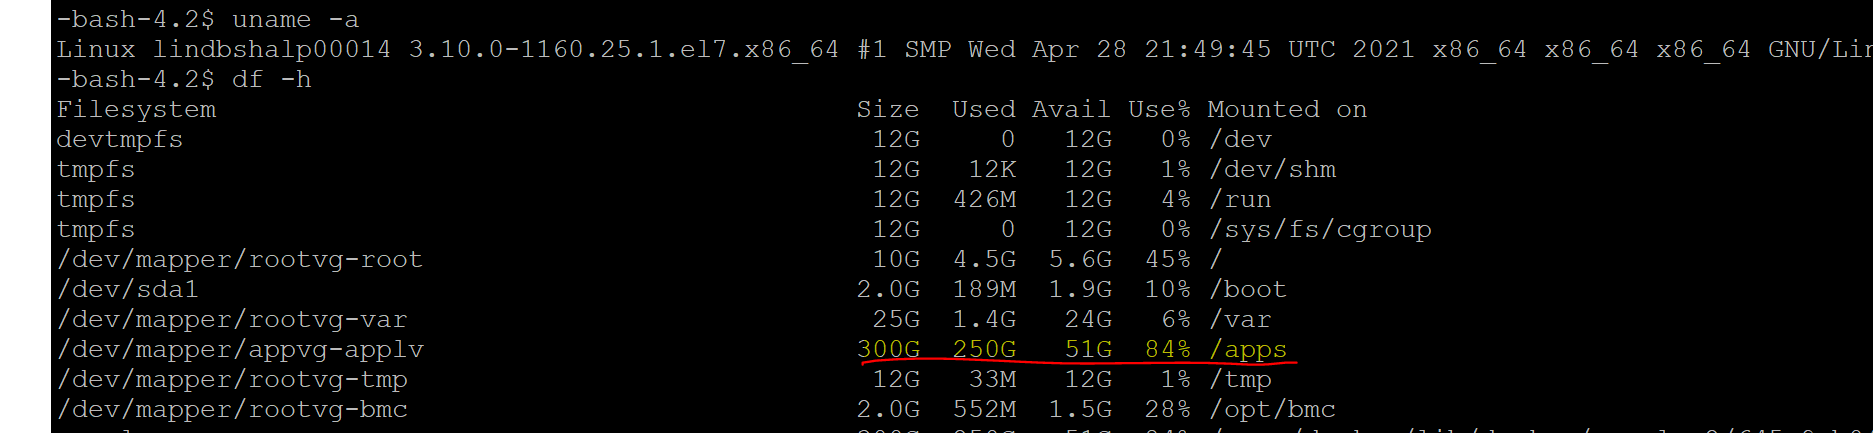 -bash-4.2$ uname -a
Linux lindbshalp00014 3.10.0-1160.25.1.el7.x86_64 #1 SMP Wed Apr 28 21:49:45 UTC 2021 x86_64 x86_64 x86_64 GNU/Lin
-bash-4.2$ df -h
Filesystem Size Used Avail Use% Mounted on
devtmpfs 12G 0 12G 0% /dev
tmpfs 12G 12K 12G 1% /dev/shm
tmpfs 12G 426M 12G 4% /run
tmpfs 12G 0 12G 0% /sys/fs/cgroup
/dev/mapper/rootvg-root 10G 4.5G 5.6G 45% /
/dev/sda1 2.0G 189M 1.9G 10% /boot
/dev/mapper/rootvg-var 25G 1.4G 24G 6% /var
/dev/mapper/appvg-applv 300G 250G 51G 84% /apps
/dev/mapper/rootvg-tmp 12G 33M 12G 1% /tmp
/dev/mapper/rootvg-bmc 2.0G 552M 1.5G 28% /opt/bmc